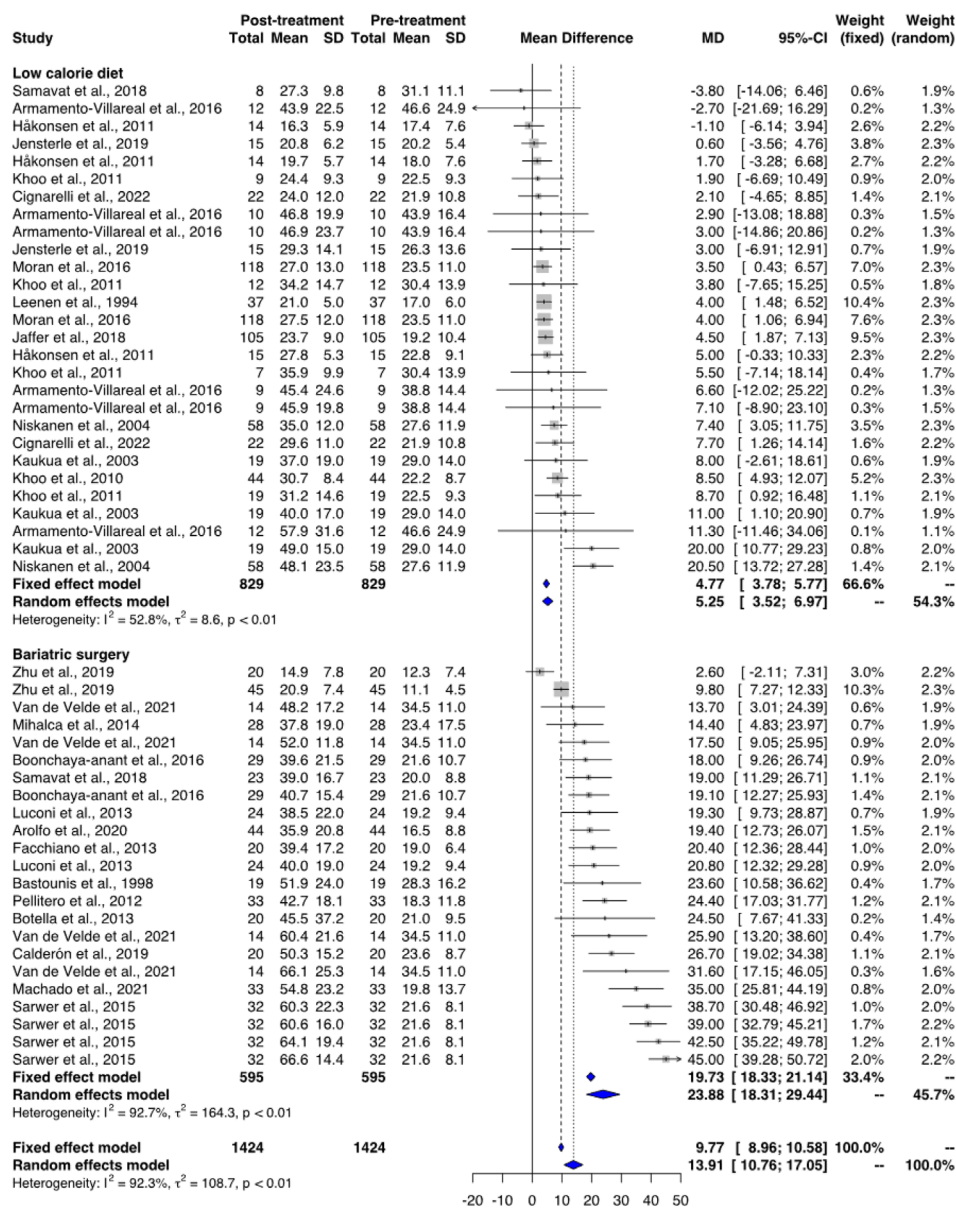 Post-treatment Pre-treatment Weight Weight
Study Total Mean SD Total Mean SD Mean Difference MD 95%-CI (fixed) (random)
Low calorie diet
Samavat et al., 2018 8 27.3 9.8 8 31.1 11.1 -3.80 [-14.06; 6.46] 0.6% 1.9%
Armamento-Villareal et al., 2016 12 43.9 22.5 12 46.6 24.9 -2.70 [-21.69; 16.29] 0.2% 1.3%
Håkonsen et al., 2011 14 16.3 5.9 14 17.4 7.6 -1.10 [ -6.14; 3.94] 2.6% 2.2%
Jensterle et al., 2019 15 20.8 6.2 15 20.2 5.4 0.60 [ -3.56; 4.76] 3.8% 2.3%
Håkonsen et al., 2011 14 19.7 5.7 14 18.0 7.6 1.70 [ -3.28; 6.68] 2.7% 2.2%
Khoo et al., 2011 9 24.4 9.3 9 22.5 9.3 1.90 [ -6.69; 10.49] 0.9% 2.0%
Cignarelli et al., 2022 22 24.0 12.0 22 21.9 10.8 2.10 [ -4.65; 8.85] 1.4% 2.1%
Armamento-Villareal et al., 2016 10 46.8 19.9 10 43.9 16.4 2.90 [-13.08; 18.88] 0.3% 1.5%
Armamento-Villareal et al., 2016 10 46.9 23.7 10 43.9 16.4 3.00 [-14.86; 20.86] 0.2% 1.3%
Jensterle et al., 2019 15 29.3 14.1 15 26.3 13.6 3.00 [ -6.91; 12.91] 0.7% 1.9%
Moran et al., 2016 118 27.0 13.0 118 23.5 11.0 3.50 [ 0.43; 6.57] 7.0% 2.3%
Khoo et al., 2011 12 34.2 14.7 12 30.4 13.9 3.80 [ -7.65; 15.25] 0.5% 1.8%
Leenen et al., 1994 37 21.0 5.0 37 17.0 6.0 4.00 [ 1.48; 6.52] 10.4% 2.3%
Moran et al., 2016 118 27.5 12.0 118 23.5 11.0 4.00 [ 1.06; 6.94] 7.6% 2.3%
Jaffer et al., 2018 105 23.7 9.0 105 19.2 10.4 4.50 [ 1.87; 7.13] 9.5% 2.3%
Håkonsen et al., 2011 15 27.8 5.3 15 22.8 9.1 5.00 [ -0.33; 10.33] 2.3% 2.2%
Khoo et al., 2011 7 35.9 9.9 7 30.4 13.9 5.50 [ -7.14; 18.14] 0.4% 1.7%
Armamento-Villareal et al., 2016 9 45.4 24.6 9 38.8 14.4 6.60 [-12.02; 25.22] 0.2% 1.3%
Armamento-Villareal et al., 2016 9 45.9 19.8 9 38.8 14.4 7.10 [ -8.90; 23.10] 0.3% 1.5%
Niskanen et al., 2004 58 35.0 12.0 58 27.6 11.9 7.40 [ 3.05; 11.75] 3.5% 2.3%
Cignarelli et al., 2022 22 29.6 11.0 22 21.9 10.8 7.70 [ 1.26; 14.14] 1.6% 2.2%
Kaukua et al., 2003 19 37.0 19.0 19 29.0 14.0 8.00 [ -2.61; 18.61] 0.6% 1.9%
Khoo et al., 2010 44 30.7 8.4 44 22.2 8.7 8.50 [ 4.93; 12.07] 5.2% 2.3%
Khoo et al., 2011 19 31.2 14.6 19 22.5 9.3 8.70 [ 0.92; 16.48] 1.1% 2.1%
Kaukua et al., 2003 19 40.0 17.0 19 29.0 14.0 11.00 [ 1.10; 20.90] 0.7% 1.9%
Armamento-Villareal et al., 2016 12 57.9 31.6 12 46.6 24.9 11.30 [-11.46; 34.06] 0.1% 1.1%
Kaukua et al., 2003 19 49.0 15.0 19 29.0 14.0 20.00 [ 10.77; 29.23] 0.8% 2.0%
Niskanen et al., 2004 58 48.1 23.5 58 27.6 11.9 20.50 [ 13.72; 27.28] 1.4% 2.1%
Fixed effect model 829 829 4.77 [ 3.78; 5.77] 66.6% --
Random effects model 5.25 [ 3.52; 6.97] -- 54.3%
Heterogeneity: I² = 52.8%, τ² = 8.6, p < 0.01
Bariatric surgery
Zhu et al., 2019 20 14.9 7.8 20 12.3 7.4 2.60 [ -2.11; 7.31] 3.0% 2.2%
Zhu et al., 2019 45 20.9 7.4 45 11.1 4.5 9.80 [ 7.27; 12.33] 10.3% 2.3%
Van de Velde et al., 2021 14 48.2 17.2 14 34.5 11.0 13.70 [ 3.01; 24.39] 0.6% 1.9%
Mihalca et al., 2014 28 37.8 19.0 28 23.4 17.5 14.40 [ 4.83; 23.97] 0.7% 1.9%
Van de Velde et al., 2021 14 52.0 11.8 14 34.5 11.0 17.50 [ 9.05; 25.95] 0.9% 2.0%
Boonchaya-anant et al., 2016 29 39.6 21.5 29 21.6 10.7 18.00 [ 9.26; 26.74] 0.9% 2.0%
Samavat et al., 2018 23 39.0 16.7 23 20.0 8.8 19.00 [ 11.29; 26.71] 1.1% 2.1%
Boonchaya-anant et al., 2016 29 40.7 15.4 29 21.6 10.7 19.10 [ 12.27; 25.93] 1.4% 2.1%
Luconi et al., 2013 24 38.5 22.0 24 19.2 9.4 19.30 [ 9.73; 28.87] 0.7% 1.9%
Arolfo et al., 2020 44 35.9 20.8 44 16.5 8.8 19.40 [ 12.73; 26.07] 1.5% 2.1%
Facchiano et al., 2013 20 39.4 17.2 20 19.0 6.4 20.40 [ 12.36; 28.44] 1.0% 2.0%
Luconi et al., 2013 24 40.0 19.0 24 19.2 9.4 20.80 [ 12.32; 29.28] 0.9% 2.0%
Bastounis et al., 1998 19 51.9 24.0 19 28.3 16.2 23.60 [ 10.58; 36.62] 0.4% 1.7%
Pellitero et al., 2012 33 42.7 18.1 33 18.3 11.8 24.40 [ 17.03; 31.77] 1.2% 2.1%
Botella et al., 2013 20 45.5 37.2 20 21.0 9.5 24.50 [ 7.67; 41.33] 0.2% 1.4%
Van de Velde et al., 2021 14 60.4 21.6 14 34.5 11.0 25.90 [ 13.20; 38.60] 0.4% 1.7%
Calderón et al., 2019 20 50.3 15.2 20 23.6 8.7 26.70 [ 19.02; 34.38] 1.1% 2.1%
Van de Velde et al., 2021 14 66.1 25.3 14 34.5 11.0 31.60 [ 17.15; 46.05] 0.3% 1.6%
Machado et al., 2021 33 54.8 23.2 33 19.8 13.7 35.00 [ 25.81; 44.19] 0.8% 2.0%
Sarwer et al., 2015 32 60.3 22.3 32 21.6 8.1 38.70 [ 30.48; 46.92] 1.0% 2.0%
Sarwer et al., 2015 32 60.6 16.0 32 21.6 8.1 39.00 [ 32.79; 45.21] 1.7% 2.2%
Sarwer et al., 2015 32 64.1 19.4 32 21.6 8.1 42.50 [ 35.22; 49.78] 1.2% 2.1%
Sarwer et al., 2015 32 66.6 14.4 32 21.6 8.1 45.00 [ 39.28; 50.72] 2.0% 2.2%
Fixed effect model 595 595 19.73 [ 18.33; 21.14] 33.4% --
Random effects model 23.88 [ 18.31; 29.44] -- 45.7%
Heterogeneity: I² = 92.7%, τ² = 164.3, p < 0.01
Fixed effect model 1424 1424 9.77 [ 8.96; 10.58] 100.0% --
Random effects model 13.91 [ 10.76; 17.05] -- 100.0%
Heterogeneity: I² = 92.3%, τ² = 108.7, p < 0.01
-20 -10 0 10 20 30 40 50